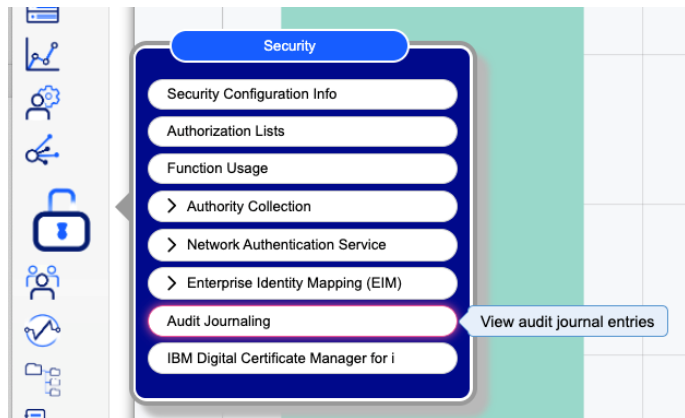 Security
Security Configuration Info
Authorization Lists
Function Usage
Authority Collection
Network Authentication Service
Enterprise Identity Mapping (EIM)
Audit Journaling
View audit journal entries
IBM Digital Certificate Manager for i